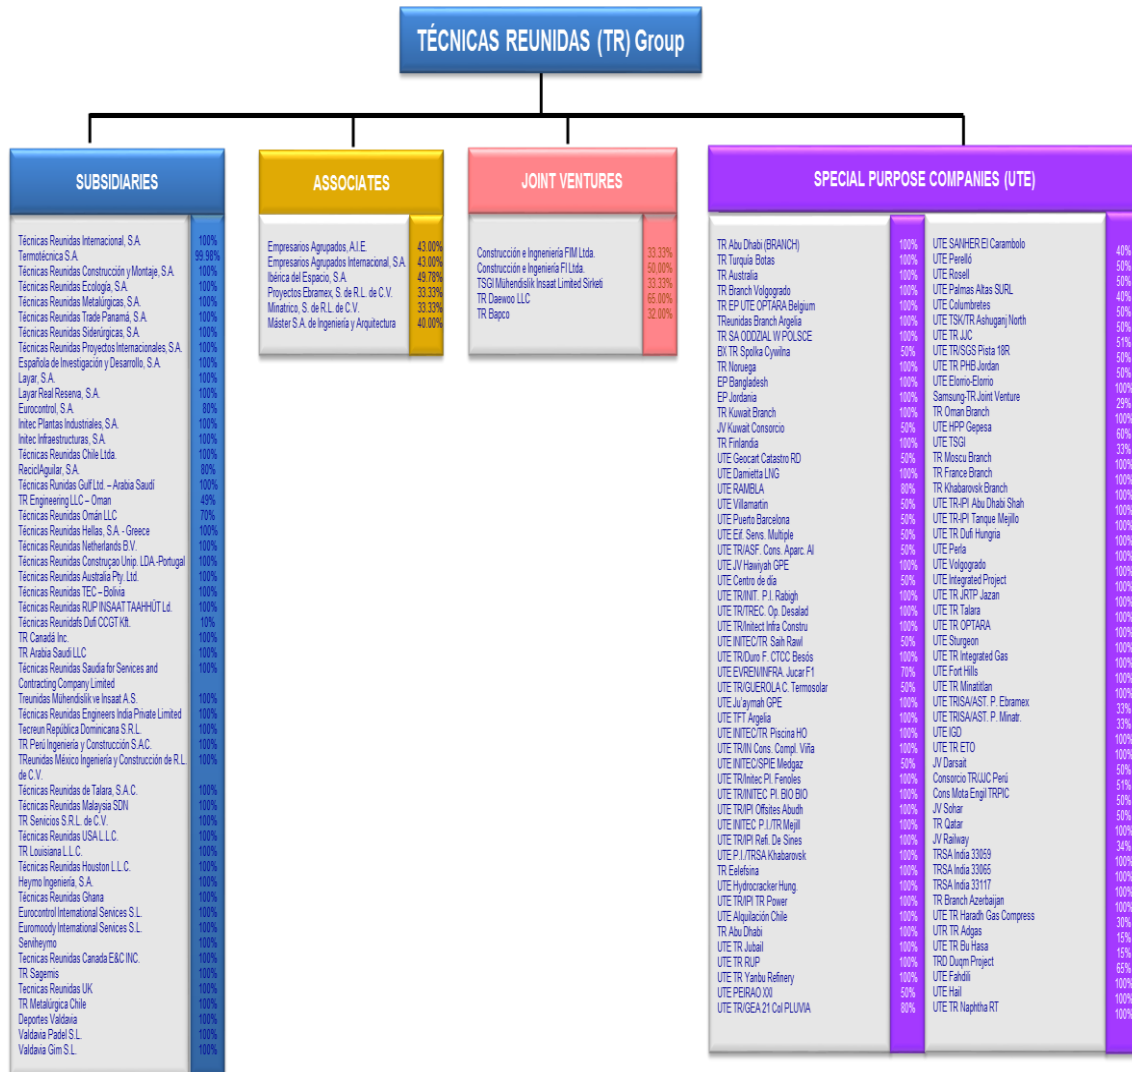 TÉCNICAS REUNIDAS (TR) Group
SUBSIDIARIES
Técnicas Reunidas Internacional, S.A. 100%
Termotécnica S.A. 99.98%
Técnicas Reunidas Construcción y Montaje, S.A. 100%
Técnicas Reunidas Ecología, S.A. 100%
Técnicas Reunidas Metalúrgicas, S.A. 100%
Técnicas Reunidas Trade Panamá, S.A. 100%
Técnicas Reunidas Siderúrgicas, S.A. 100%
Técnicas Reunidas Proyectos Internacionales, S.A. 100%
Española de Investigación y Desarrollo, S.A. 100%
Layar, S.A. 100%
Layar Real Reserva, S.A. 100%
Eurocontrol, S.A. 80%
Initec Plantas Industriales, S.A. 100%
Initec Infraestructuras, S.A. 100%
Técnicas Reunidas Chile Ltda. 100%
ReciclAguilar, S.A. 80%
Técnicas Runidas Gulf Ltd. – Arabia Saudí 100%
TR Engineering LLC – Oman 49%
Técnicas Reunidas Omán LLC 70%
Técnicas Reunidas Hellas, S.A. - Greece 100%
Técnicas Reunidas Netherlands B.V. 100%
Técnicas Reunidas Construçao Unip. LDA -Portugal 100%
Técnicas Reunidas Australia Pty. Ltd. 100%
Técnicas Reunidas TEC – Bolivia 100%
Técnicas Reunidas RUP INSAAT TAAHHÜT Ld. 100%
Técnicas Reunidafs Dufi CCGT Kft. 10%
TR Canadá Inc. 100%
TR Arabia Saudi LLC 100%
Técnicas Reunidas Saudia for Services and 100%
Contracting Company Limited
Treunidas Mühendislik ve Insaat A.S. 100%
Técnicas Reunidas Engineers India Private Limited 100%
Tecreun República Dominicana S.R.L. 100%
TR Perú Ingeniería y Construcción S.A.C. 100%
TReunidas México Ingeniería y Construcción de R.L. 100%
de C.V.
Técnicas Reunidas de Talara, S.A.C. 100%
Técnicas Reunidas Malaysia SDN 100%
TR Servicios S.R.L. de C.V. 100%
Técnicas Reunidas USA L.L.C. 100%
TR Louisiana L.L.C. 100%
Técnicas Reunidas Houston L.L.C. 100%
Heymo Ingeniería, S.A. 100%
Técnicas Reunidas Ghana 100%
Eurocontrol International Services S.L. 100%
Euromoody International Services S.L. 100%
Serviheymo 100%
Tecnicas Reunidas Canada E&C INC. 100%
TR Sagemis 100%
Tecnicas Reunidas UK 100%
TR Metalúrgica Chile 100%
Deportes Valdavia 100%
Valdavia Padel S.L. 100%
Valdavia Gim S.L. 100%
ASSOCIATES
Empresarios Agrupados, A.I.E. 43.00%
Empresarios Agrupados Internacional, S.A. 43.00%
Ibérica del Espacio, S.A. 49.78%
Proyectos Ebramex, S. de R.L. de C.V. 33.33%
Minatrico, S. de R.L. de C.V. 33.33%
Máster S.A. de Ingeniería y Arquitectura 40.00%
JOINT VENTURES
Construcción e Ingneniería FIM Ltda. 33.33%
Construcción e Ingeniería FI Ltda. 50.00%
TSGI Mühendislik Insaat Limited Sirketi 33.33%
TR Daewoo LLC 65.00%
TR Bapco 32.00%
SPECIAL PURPOSE COMPANIES (UTE)
TR Abu Dhabi (BRANCH) 100%
TR Turquía Botas 100%
TR Australia 100%
TR Branch Volgogrado 100%
TR EP UTE OPTARA Belgium 100%
TReunidas Branch Argelia 100%
TR SA ODDZIAL W POLSCE 100%
BX TR Spolka Cywilna 50%
TR Noruega 100%
EP Bangladesh 100%
EP Jordania 100%
TR Kuwait Branch 100%
JV Kuwait Consorcio 50%
TR Finlandia 100%
UTE Geocart Catastro RD 50%
UTE Damietta LNG 100%
UTE RAMBLA 80%
UTE Villamartin 50%
UTE Puerto Barcelona 50%
UTE Eif. Servs. Multiple 50%
UTE TR/ASF. Cons. Aparc. Al 50%
UTE JV Hawiyah GPE 100%
UTE Centro de día 50%
UTE TR/INIT. P.I. Rabigh 100%
UTE TR/TREC. Op. Desalad 100%
UTE TR/Initect Infra Constru 100%
UTE INITEC/TR Saih Rawl 50%
UTE TR/Duro F. CTCC Besós 100%
UTE EVREN/INFRA. Jucar F1 70%
UTE TR/GUEROLA C. Termosolar 50%
UTE Ju'aymah GPE 100%
UTE TFT Argelia 100%
UTE INITEC/TR Piscina HO 100%
UTE TR/IN Cons. Compl. Viña 100%
UTE INITEC/SPIE Medgaz 50%
UTE TR/Initec PI. Fenoles 100%
UTE TR/INITEC PI. BIO BIO 100%
UTE TR/IPI Offsites Abudh 100%
UTE INITEC P.I./TR Mejill 100%
UTE TR/IPI Refi. De Sines 100%
UTE P.I./TRSA Khabarovsk 100%
TR Eelefsina 100%
UTE Hydrocracker Hung. 100%
UTE TR/IPI TR Power 100%
UTE Alquilación Chile 100%
TR Abu Dhabi 100%
UTE TR Jubail 100%
UTE TR RUP 100%
UTE TR Yanbu Refinery 100%
UTE PEIRAO XXI 50%
UTE TR/GEA 21 Col PLUVIA 80%
UTE SANHER El Carambolo 40%
UTE Perelló 50%
UTE Rosell 50%
UTE Palmas Altas SURL 40%
UTE Columbretes 50%
UTE TSK/TR Ashuganj North 50%
UTE TR JJC 51%
UTE TR/SGS Pista 18R 50%
UTE TR PHB Jordan 50%
UTE Elorrio-Elorrio 100%
Samsung-TR Joint Venture 29%
TR Oman Branch 100%
UTE HPP Gepesa 60%
UTE TSGI 33%
TR Moscu Branch 100%
TR France Branch 100%
TR Khabarovsk Branch 100%
UTE TR-IPI Abu Dhabi Shah 100%
UTE TR-IPI Tanque Mejillo 100%
UTE TR Dufi Hungria 100%
UTE Perla 100%
UTE Volgogrado 100%
UTE Integrated Project 100%
UTE TR JRTP Jazan 100%
UTE TR Talara 100%
UTE TR OPTARA 100%
UTE Sturgeon 100%
UTE TR Integrated Gas 100%
UTE Fort Hills 100%
UTE TR Minatitlan 100%
UTE TRISA/AST. P. Ebramex 33%
UTE TRISA/AST. P. Minatr. 33%
UTE IGD 100%
UTE TR ETO 100%
JV Darsait 50%
Consorcio TR/JJC Perú 51%
Cons Mota Engil TRPIC 50%
JV Sohar 50%
TR Qatar 100%
JV Railway 34%
TRSA India 33059 100%
TRSA India 33065 100%
TRSA India 33117 100%
TR Branch Azerbaijan 100%
UTE TR Haradh Gas Compress 30%
UTR TR Adgas 15%
UTE TR Bu Hasa 15%
TRD Duqm Project 65%
UTE Fahdili 100%
UTE Hail 100%
UTE TR Naphtha RT 100%